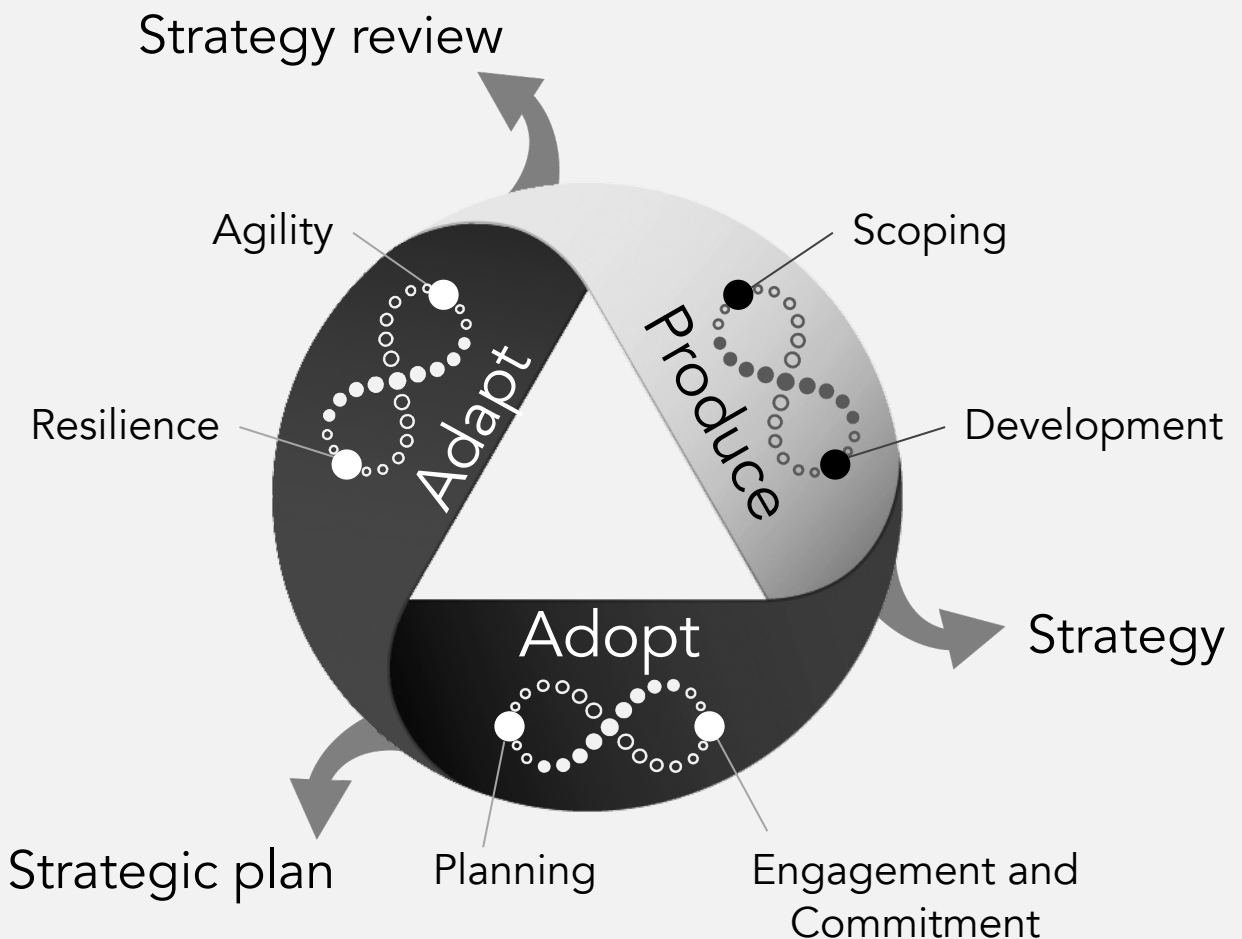 Strategy review
Agility
Scoping
Resilience
Development
Adapt
Produce
Adopt
Strategy
Strategic plan
Planning
Engagement and
Commitment